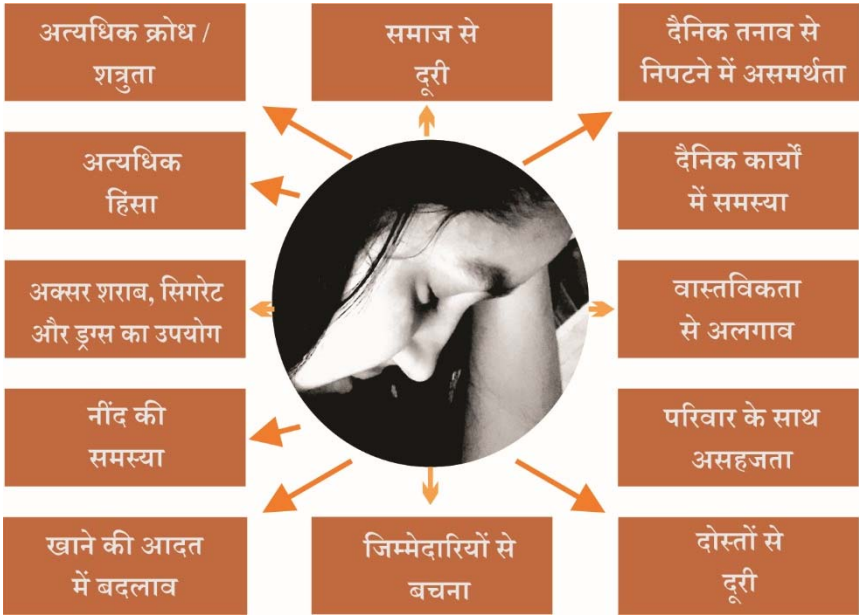 अत्यधिक क्रोध /
शत्रुता
समाज से
दूरी
दैनिक तनाव से
निपटने में असमर्थता
अत्यधिक
हिंसा
दैनिक कार्यों
में समस्या
अक्सर शराब, सिगरेट
और ड्रग्स का उपयोग
वास्तविकता
से अलगाव
नींद की
समस्या
परिवार के साथ
असहजता
खाने की आदत
में बदलाव
जिम्मेदारियों से
बचना
दोस्तों से
दूरी